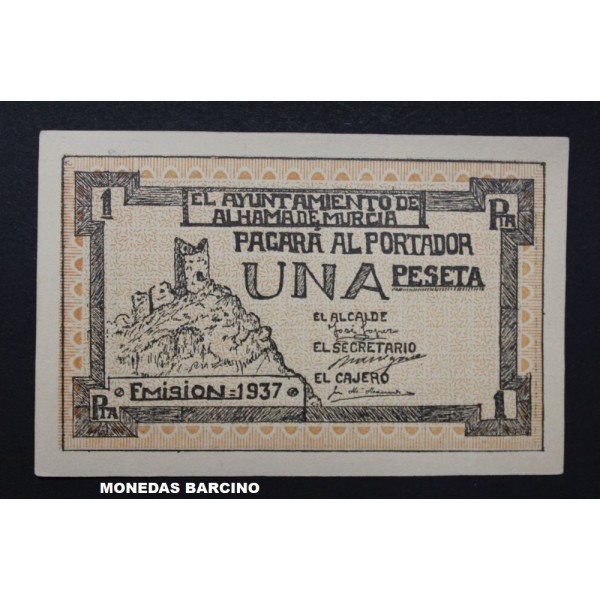 1
EL AYUNTAMIENTO DE
ALHAMA DE MURCIA
PTA
PAGARÁ AL PORTADOR
UNA PESETA
EL ALCALDE
EL SECRETARIO
EL CAJERO
EMISION=1937
PTA
1
MONEDAS BARCINO